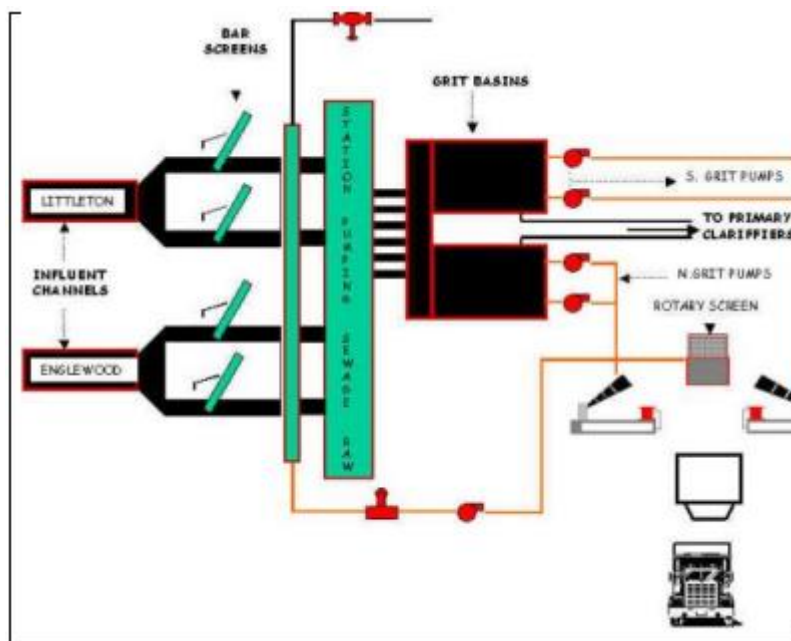 BAR
SCREENS
GRIT BASINS
STATION PUMPING SEWAGE RAW
LITTLETON
S. GRIT PUMPS
TO PRIMARY
CLARIFFIERS
INFLUENT
CHANNELS
N.GRIT PUMPS
ROTARY SCREEN
ENGLEWOOD